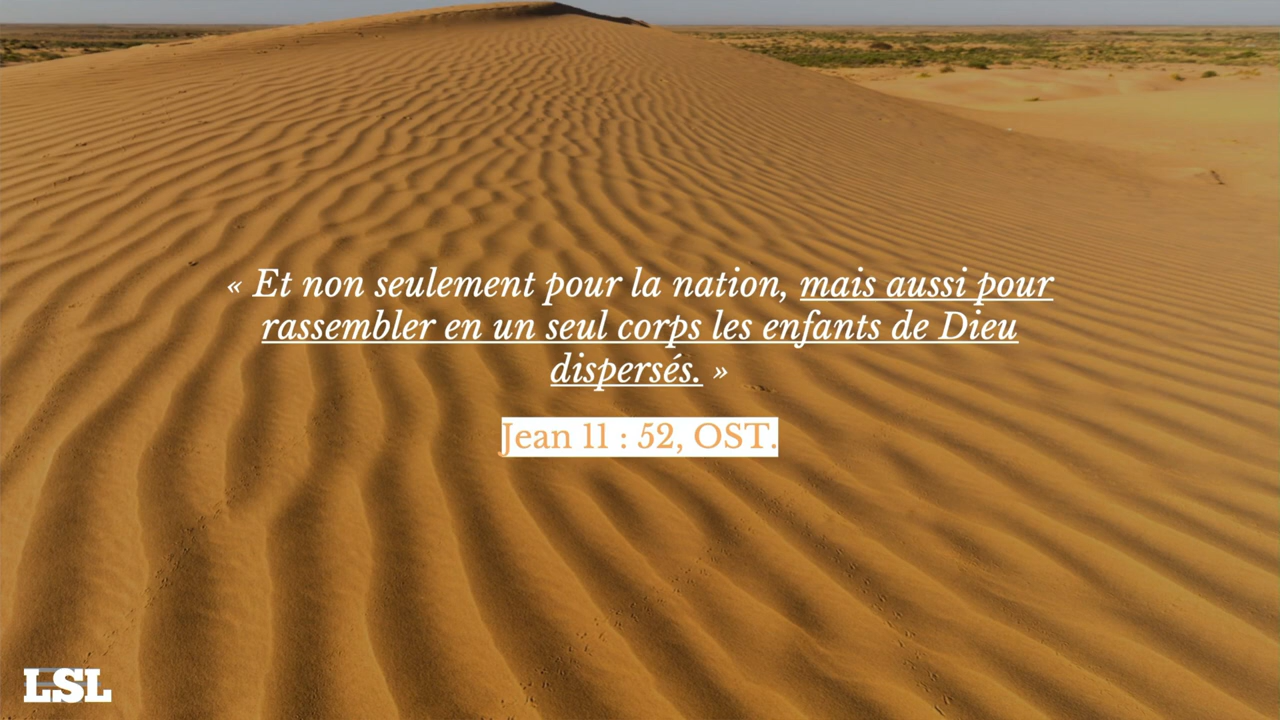 « Et non seulement pour la nation, mais aussi pour
rassembler en un seul corps les enfants de Dieu
dispersés. »
Jean 11 : 52, OST.
LSL